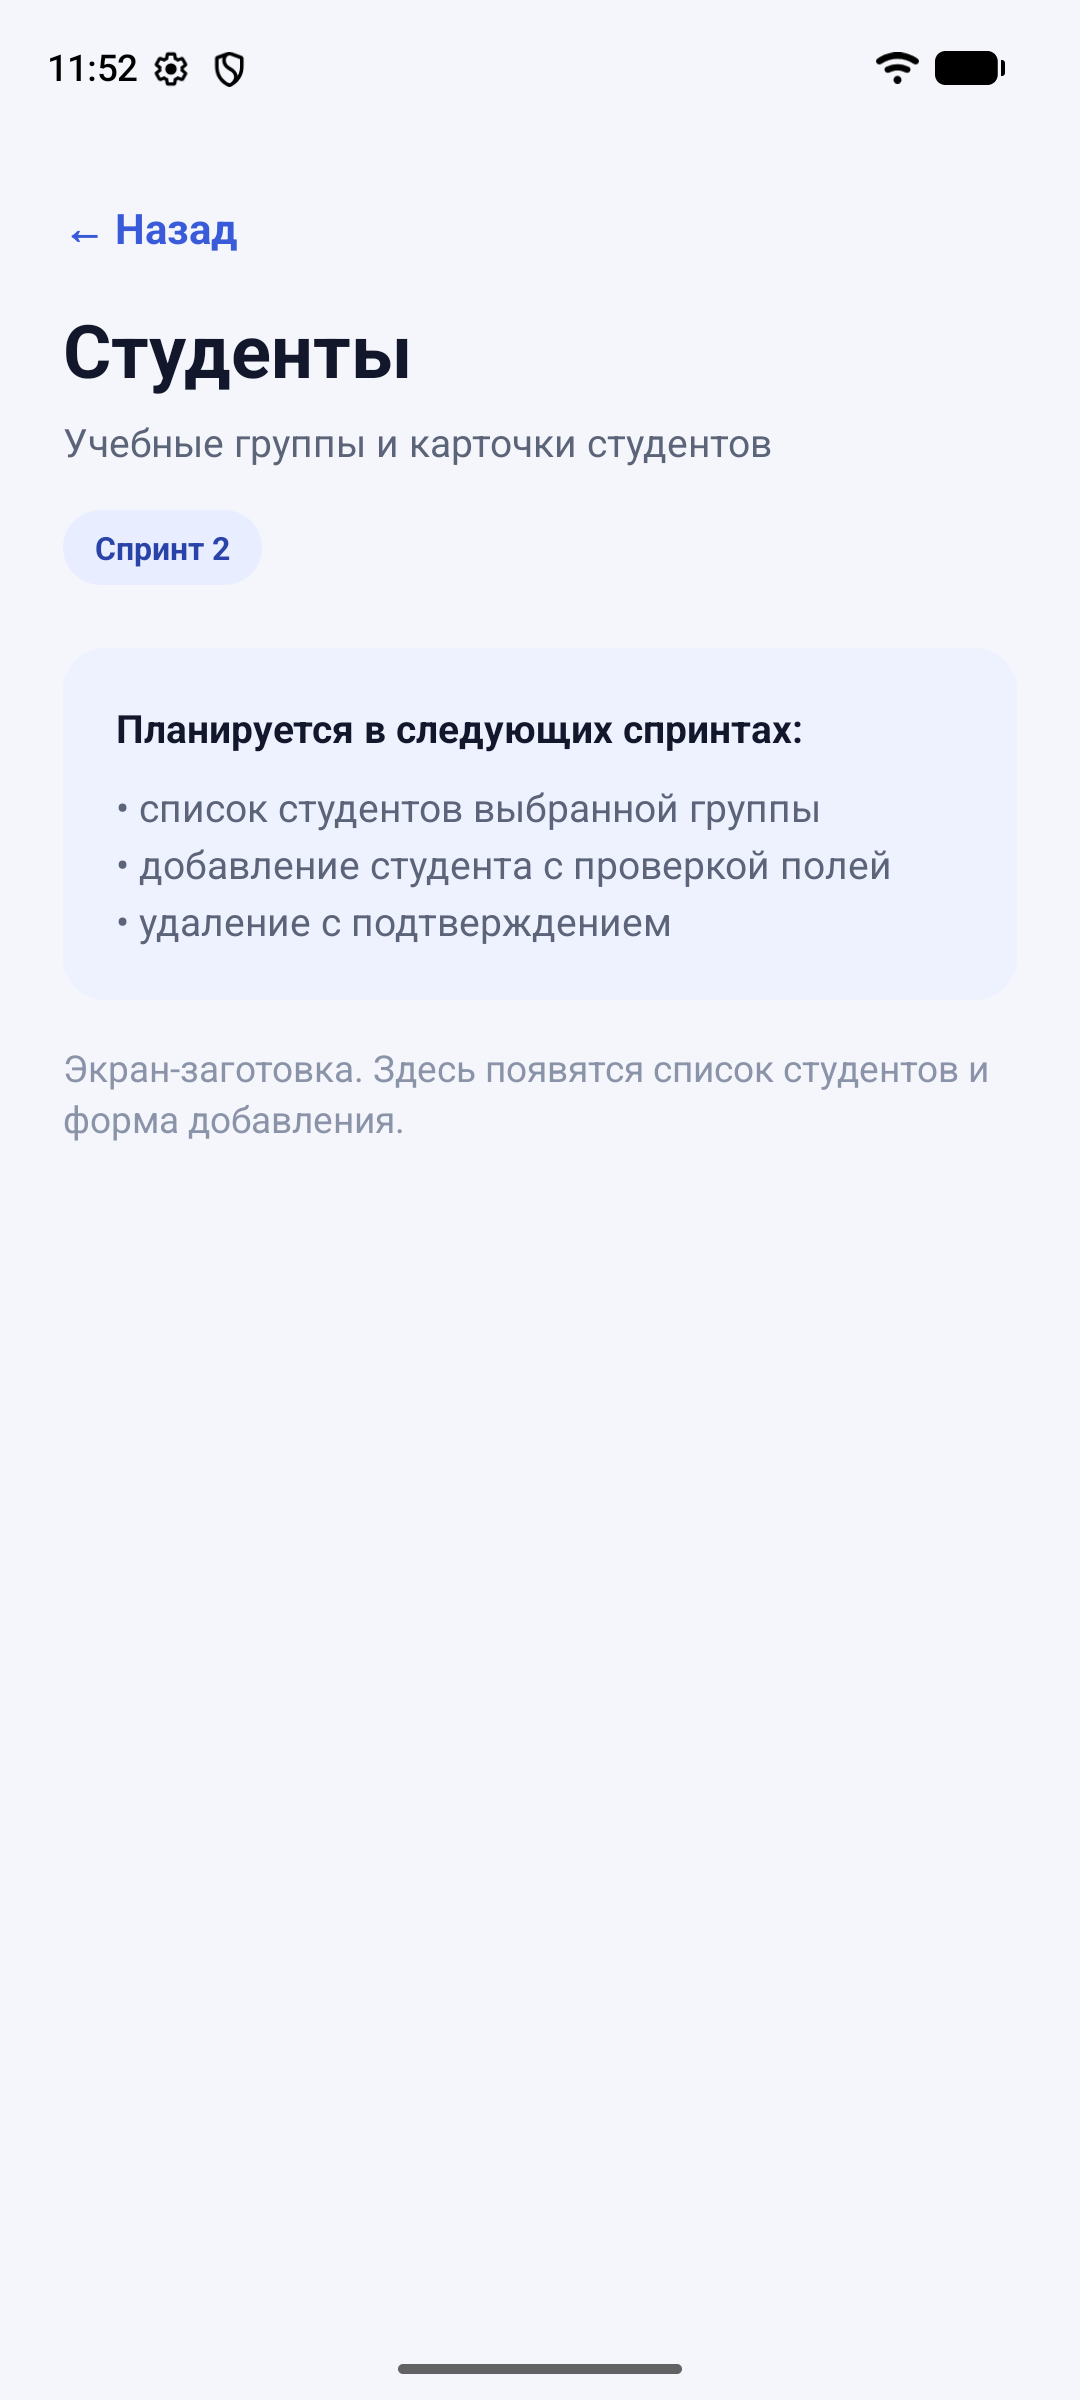 11:52
← Назад
Студенты
Учебные группы и карточки студентов
Спринт 2
Планируется в следующих спринтах:
• список студентов выбранной группы
• добавление студента с проверкой полей
• удаление с подтверждением
Экран-заготовка. Здесь появятся список студентов и
форма добавления.